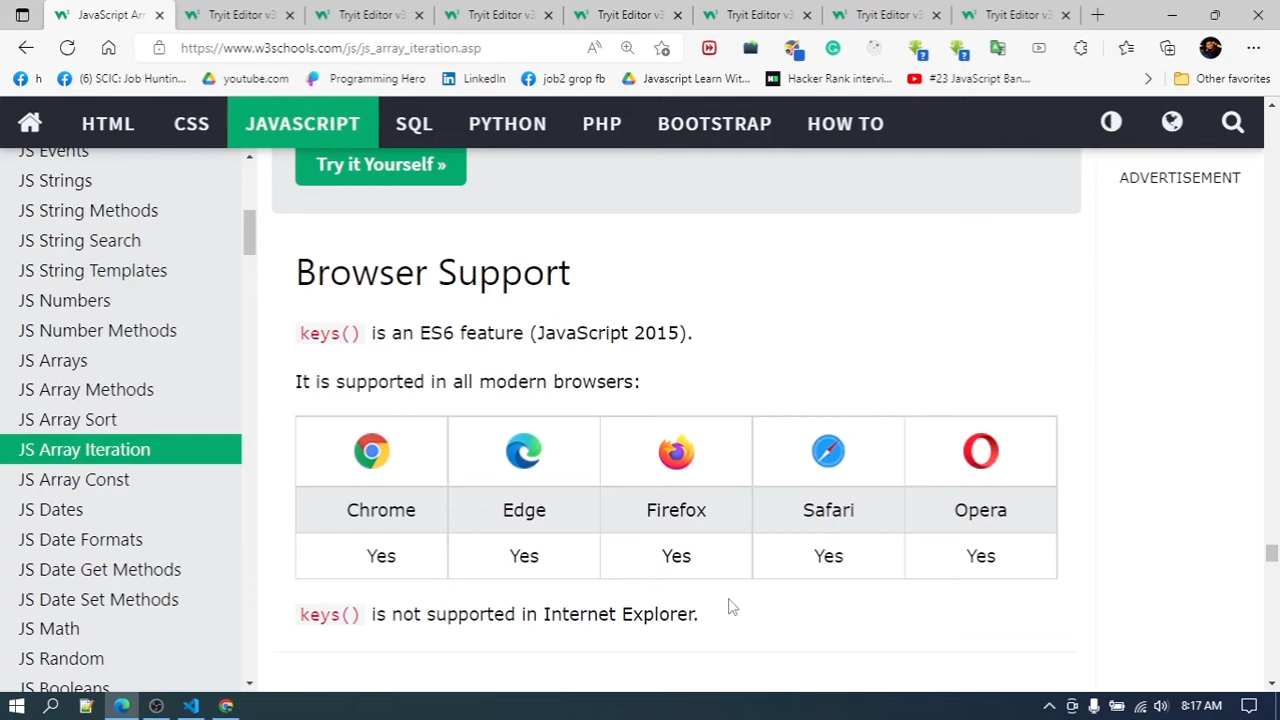 JavaScript Arr
Tryit Editor v3
Tryit Editor v3
Tryit Editor v3
Tryit Editor v3
Tryit Editor v3
Tryit Editor v3
Tryit Editor v3
https://www.w3schools.com/js/js_array_iteration.asp
h
(6) SCIC: Job Huntin...
youtube.com
Programming Hero
LinkedIn
job2 grop fb
Javascript Learn Wit...
Hacker Rank intervi...
#23 JavaScript Ban...
Other favorites
HTML
CSS
JAVASCRIPT
SQL
PYTHON
PHP
BOOTSTRAP
HOW TO
JS Events
JS Strings
JS String Methods
JS String Search
JS String Templates
JS Numbers
JS Number Methods
JS Arrays
JS Array Methods
JS Array Sort
JS Array Iteration
JS Array Const
JS Dates
JS Date Formats
JS Date Get Methods
JS Date Set Methods
JS Math
JS Random
JS Booleans
Try it Yourself »
Browser Support
keys() is an ES6 feature (JavaScript 2015).
It is supported in all modern browsers:
Chrome Edge Firefox Safari Opera
Yes Yes Yes Yes Yes
keys() is not supported in Internet Explorer.
ADVERTISEMENT
8:17 AM